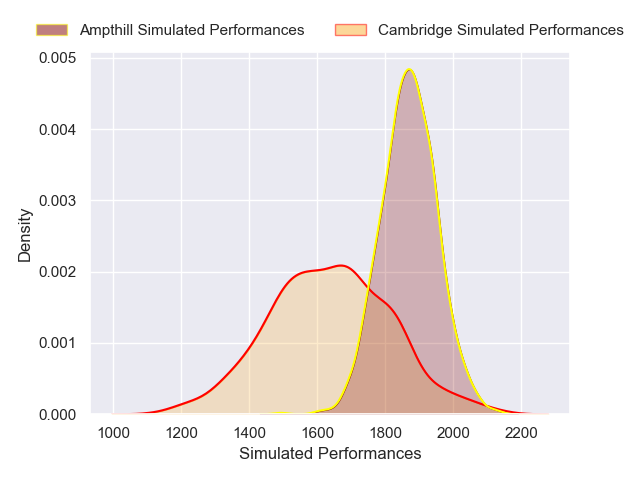 Ampthill Simulated Performances Cambridge Simulated Performances
0.005
0.004
0.003
0.002
0.001
0.000
Density
1000 1200 1400 1600 1800 2000 2200
Simulated Performances